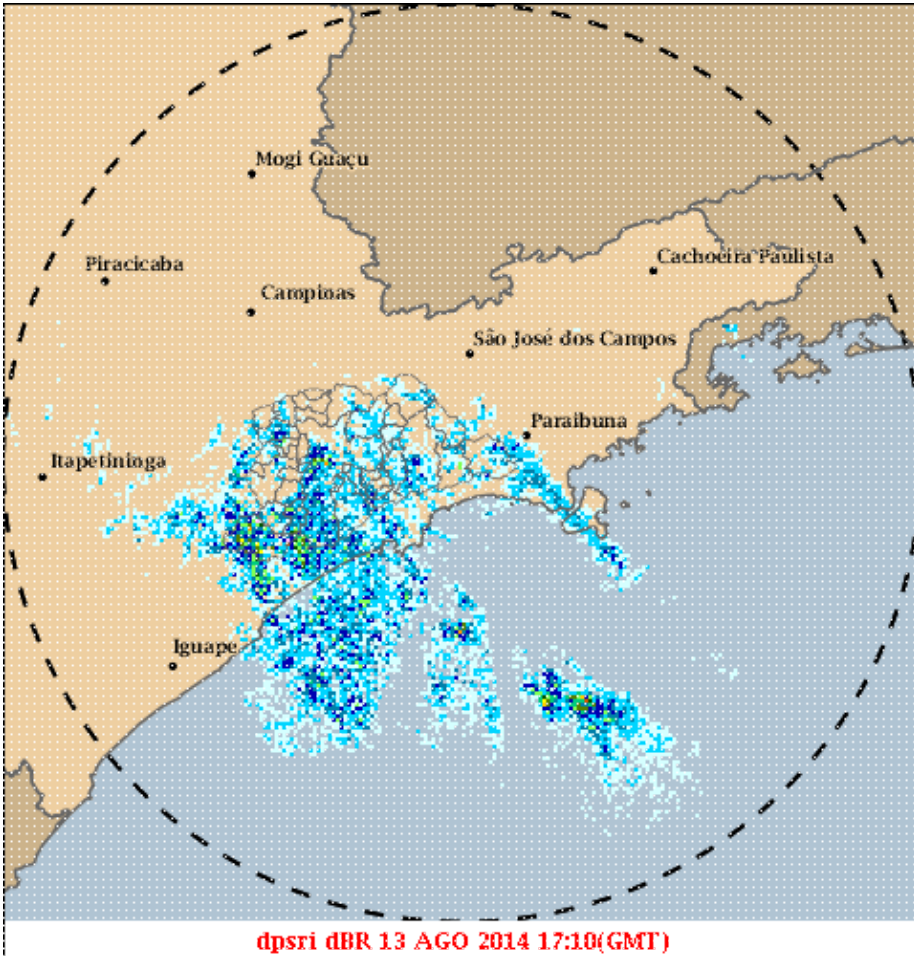 Mogi Guaçu
Cachoeira Paulista
Piracicaba
Campinas
São José dos Campos
Paraibuna
Itapetininga
Iguape
dpsri dBR 13 AGO 2014 17:10(GMT)